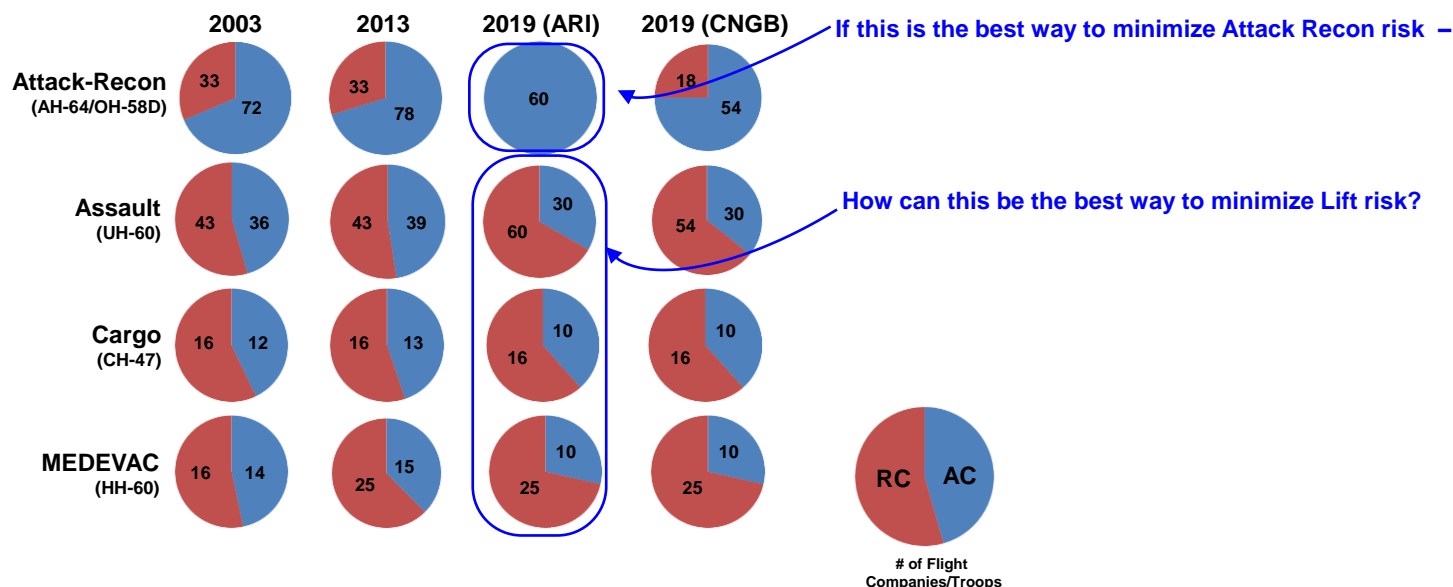 2003 2013 2019 (ARI) 2019 (CNGB)
If this is the best way to minimize Attack Recon risk –
Attack-Recon
(AH-64/OH-58D)
33 72
33 78
60
18 54
How can this be the best way to minimize Lift risk?
Assault
(UH-60)
43 36
43 39
60 30
54 30
Cargo
(CH-47)
16 12
16 13
16 10
16 10
MEDEVAC
(HH-60)
16 14
25 15
25 10
25 10
RC AC
# of Flight
Companies/Troops